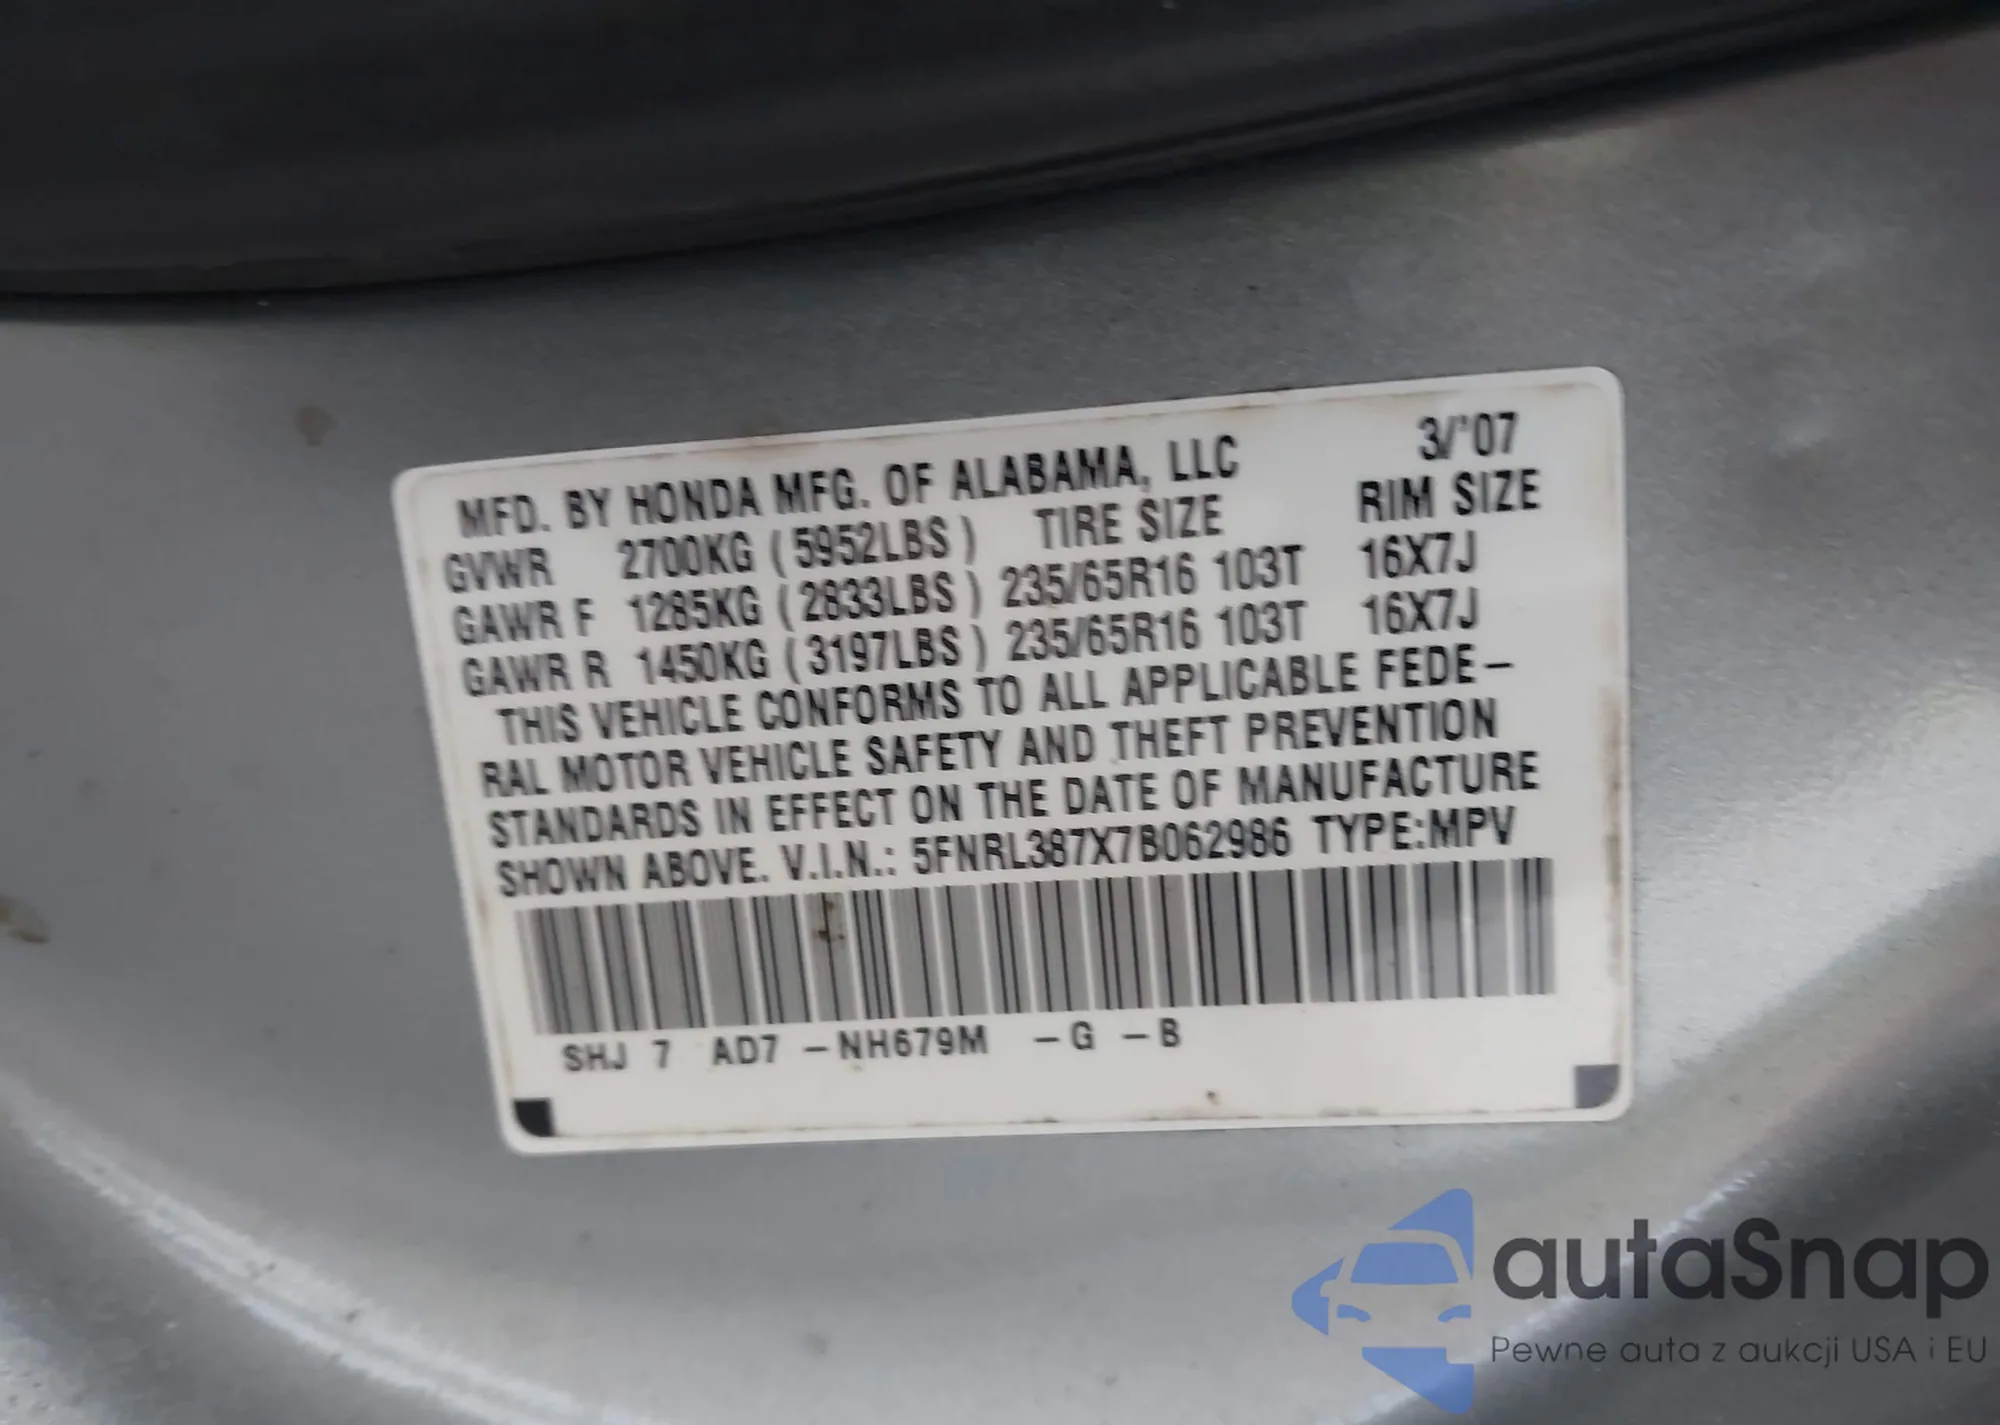 MFD. BY HONDA MFG. OF ALABAMA, LLC 3/'07
GVWR 2700KG (5952LBS) TIRE SIZE RIM SIZE
GAWR F 1285KG (2833LBS) 235/65R16 103T 16X7J
GAWR R 1450KG (3197LBS) 235/65R16 103T 16X7J
THIS VEHICLE CONFORMS TO ALL APPLICABLE FEDE-
RAL MOTOR VEHICLE SAFETY AND THEFT PREVENTION
STANDARDS IN EFFECT ON THE DATE OF MANUFACTURE
SHOWN ABOVE. V.I.N.: 5FNRL387X7B062986 TYPE:MPV
SHJ 7 AD7 -NH679M -G -B
autaSnap
Pewne auta z aukcji USA i EU